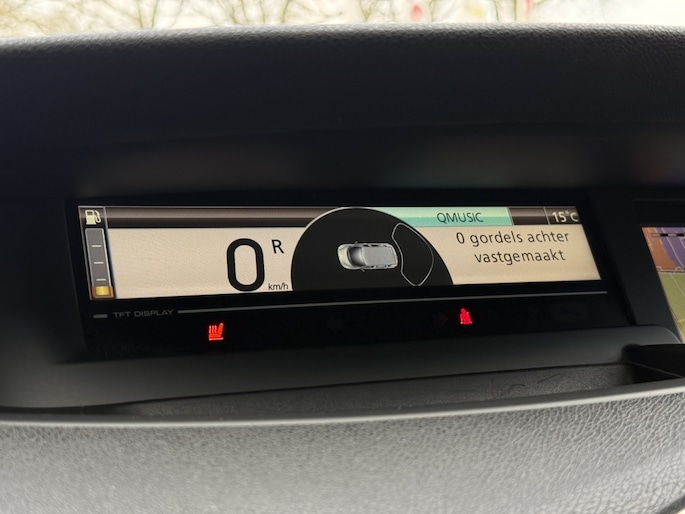 QMUSIC
15°C
0
R
km/h
0 gordels achter
vastgemaakt
TFT DISPLAY